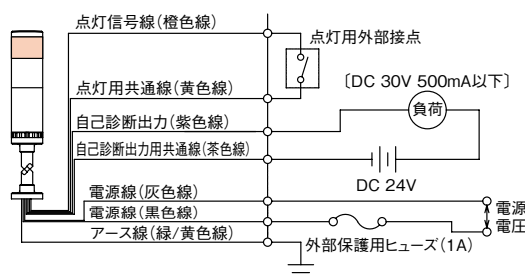 点灯信号線(橙色線)
点灯用外部接点
点灯用共通線(黄色線)
〔DC 30V 500mA以下〕
自己診断出力(紫色線)
負荷
自己診断出力用共通線(茶色線)
DC 24V
電源線(灰色線)
電源線(黒色線)
電源
電圧
アース線(緑/黄色線)
外部保護用ヒューズ(1A)